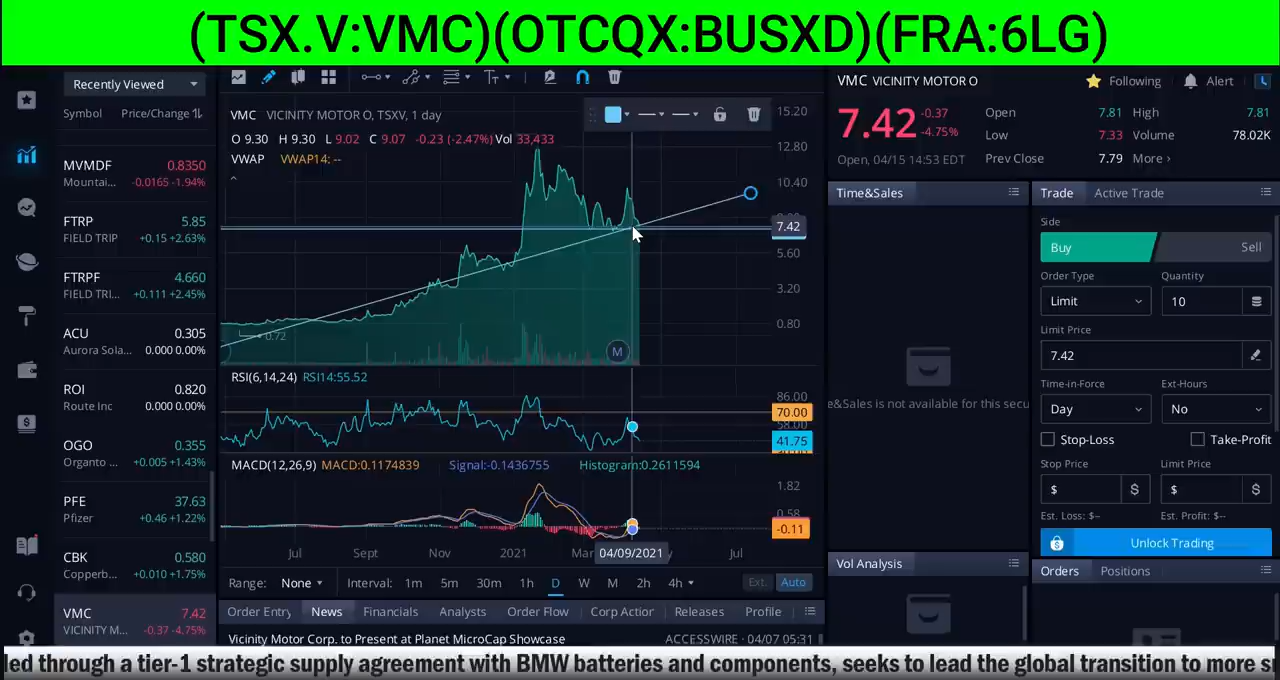 (TSX.V:VMC)(OTCQX:BUSXD)(FRA:6LG)
Recently Viewed
Symbol Price/Change
MVMDF 0.8350
Mountai... -0.0165 -1.94%
FTRP 5.85
FIELD TRIP +0.15 +2.63%
FTRPF 4.660
FIELD TRI... +0.111 +2.45%
ACU 0.305
Aurora Sola... 0.000 0.00%
ROI 0.820
Route Inc 0.000 0.00%
OGO 0.355
Organto ... +0.005 +1.43%
PFE 37.63
Pfizer +0.46 +1.22%
CBK 0.580
Copperb... +0.010 +1.75%
VMC 7.42
VICINITY M... -0.37 -4.75%
VMC VICINITY MOTOR O, TSXV, 1 day
O 9.30 H 9.30 L 9.02 C 9.07 -0.23 (-2.47%) Vol 33,433
VWAP VWAP14: --
15.20
12.80
10.40
7.42
5.60
3.20
0.80
0.72
M
RSI(6,14,24) RSI14:55.52
86.00
70.00
58.00
41.75
MACD(12,26,9) MACD:0.1174839 Signal:-0.1436755 Histogram:0.2611594
1.82
0.58
-0.11
Jul Sept Nov 2021 Mar 04/09/2021 Jul
Range: None Interval: 1m 5m 30m 1h D W M 2h 4h Ext. Auto
Order Entry News Financials Analysts Order Flow Corp Action Releases Profile
Vicinity Motor Corp. to Present at Planet MicroCap Showcase ACCESSWIRE 04/07 05:31
VMC VICINITY MOTOR O Following Alert
7.42 -0.37 -4.75%
Open 7.81 High 7.81
Low 7.33 Volume 78.02K
Open, 04/15 14:53 EDT Prev Close 7.79 More ›
Time&Sales
e&Sales is not available for this secu
Vol Analysis
Trade Active Trade
Side
Buy Sell
Order Type Quantity
Limit 10
Limit Price
7.42
Time-in-Force Ext-Hours
Day No
Stop-Loss Take-Profit
Stop Price Limit Price
$ $ $ $
Est. Loss: $-- Est. Profit: $--
Unlock Trading
Orders Positions
led through a tier-1 strategic supply agreement with BMW batteries and components, seeks to lead the global transition to more s